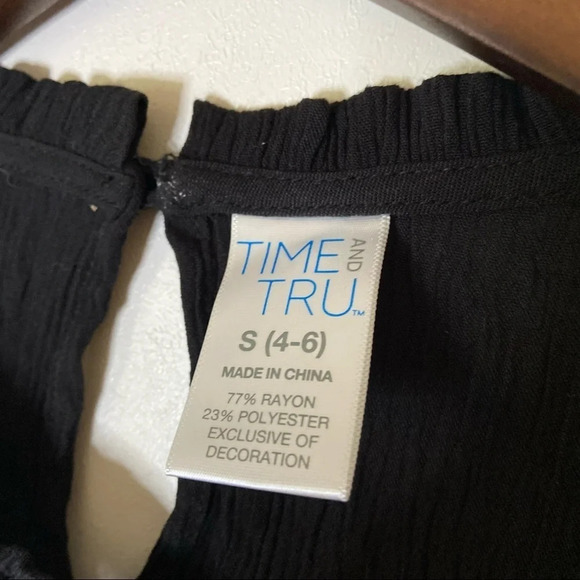 TIME AND
TRU™
S (4-6)
MADE IN CHINA
77% RAYON
23% POLYESTER
EXCLUSIVE OF
DECORATION